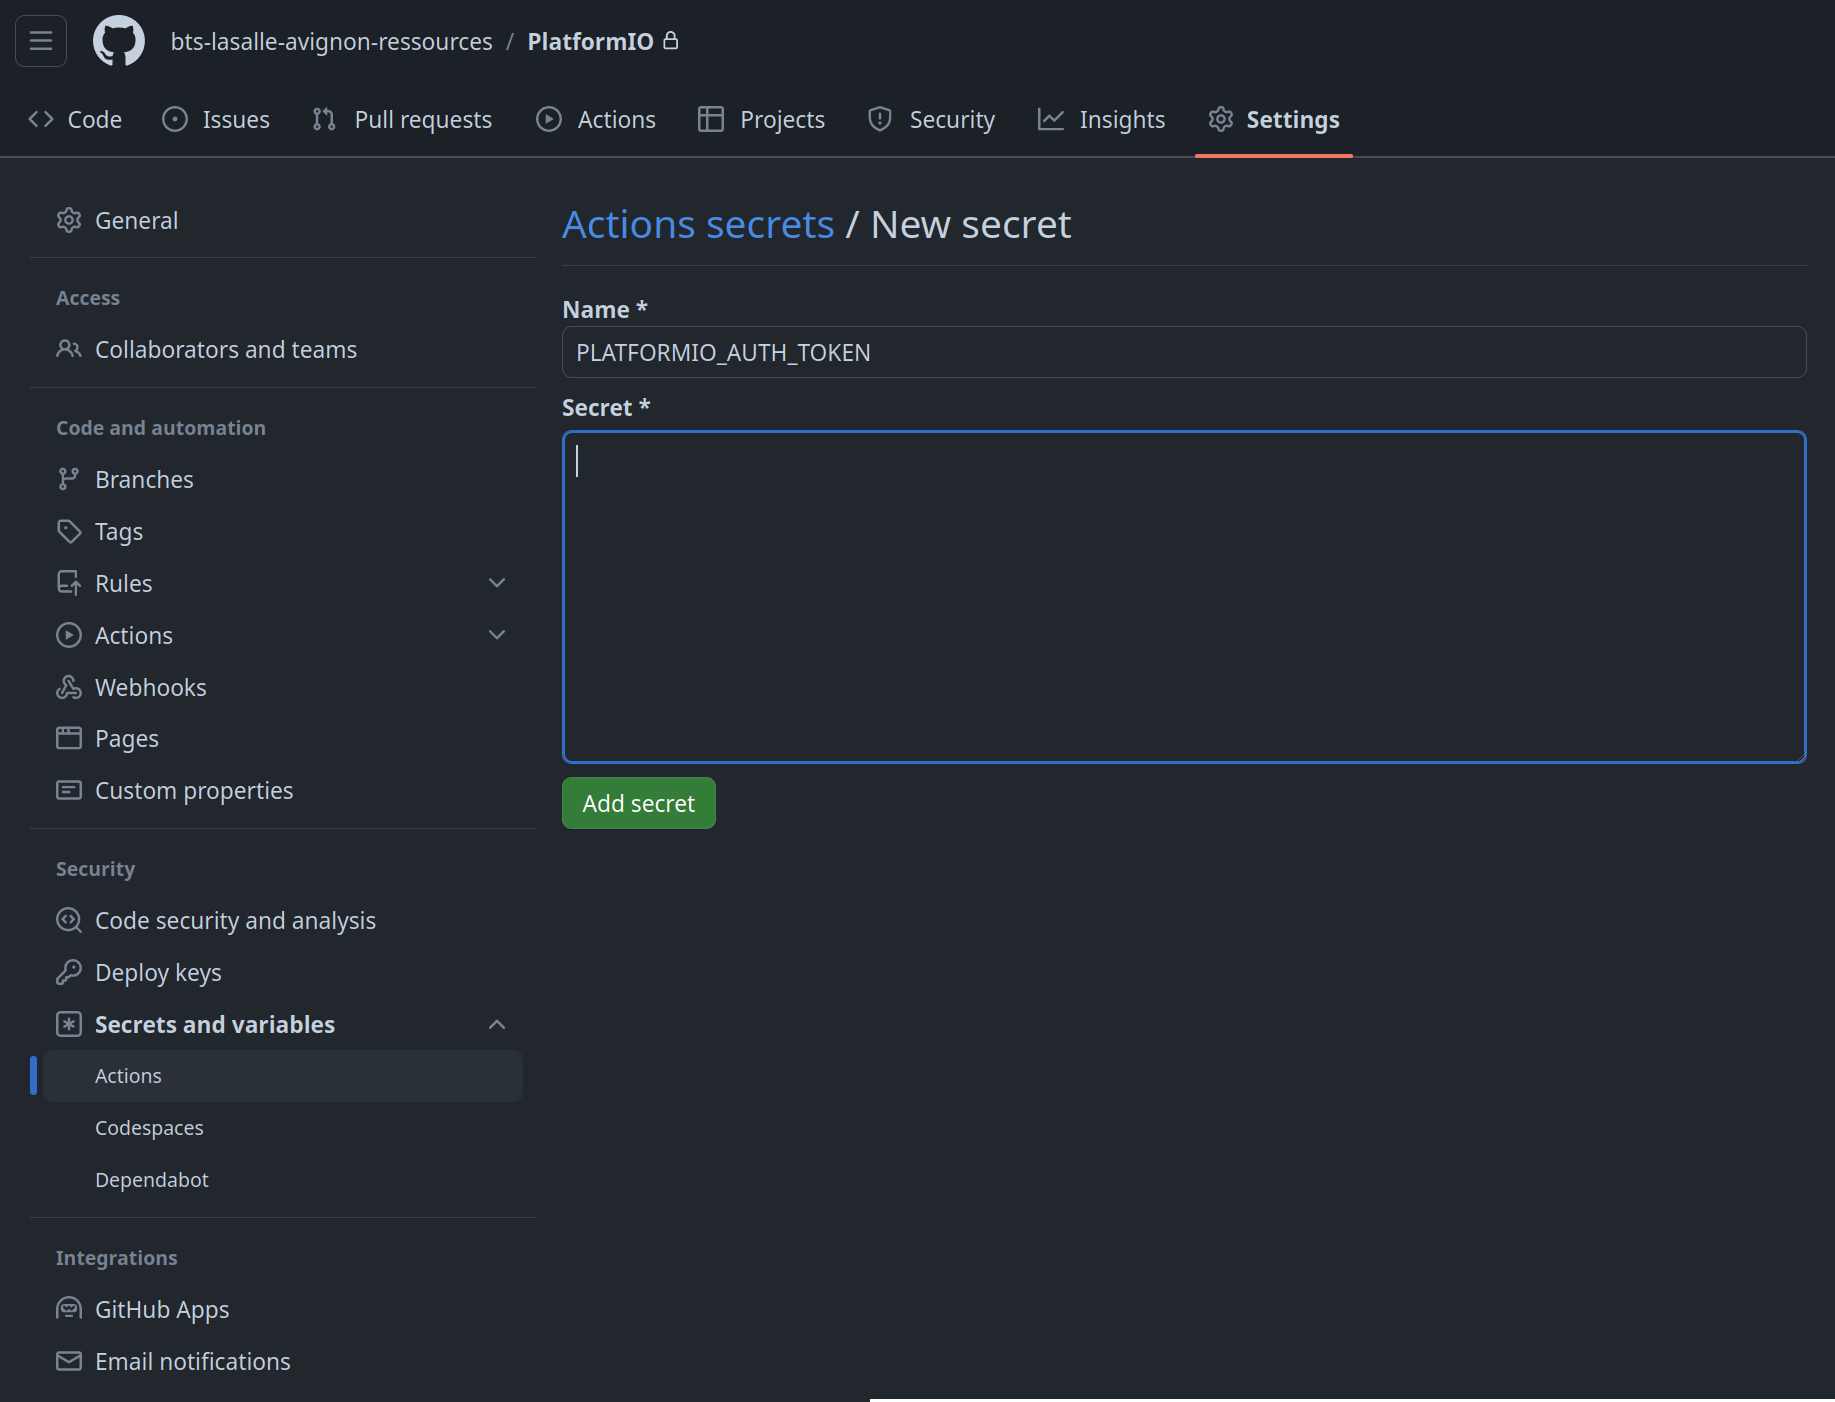 bts-lasalle-avignon-ressources / PlatformIO
Code Issues Pull requests Actions Projects Security Insights Settings
General
Access
Collaborators and teams
Code and automation
Branches
Tags
Rules
Actions
Webhooks
Pages
Custom properties
Security
Code security and analysis
Deploy keys
Secrets and variables
Actions
Codespaces
Dependabot
Integrations
GitHub Apps
Email notifications
Actions secrets / New secret
Name *
PLATFORMIO_AUTH_TOKEN
Secret *
Add secret